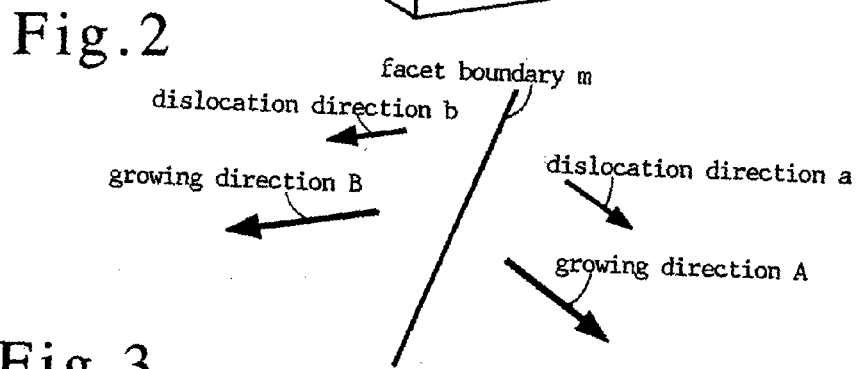 Fig.2
facet boundary m
dislocation direction b
dislocation direction a
growing direction B
growing direction A
Fig.3